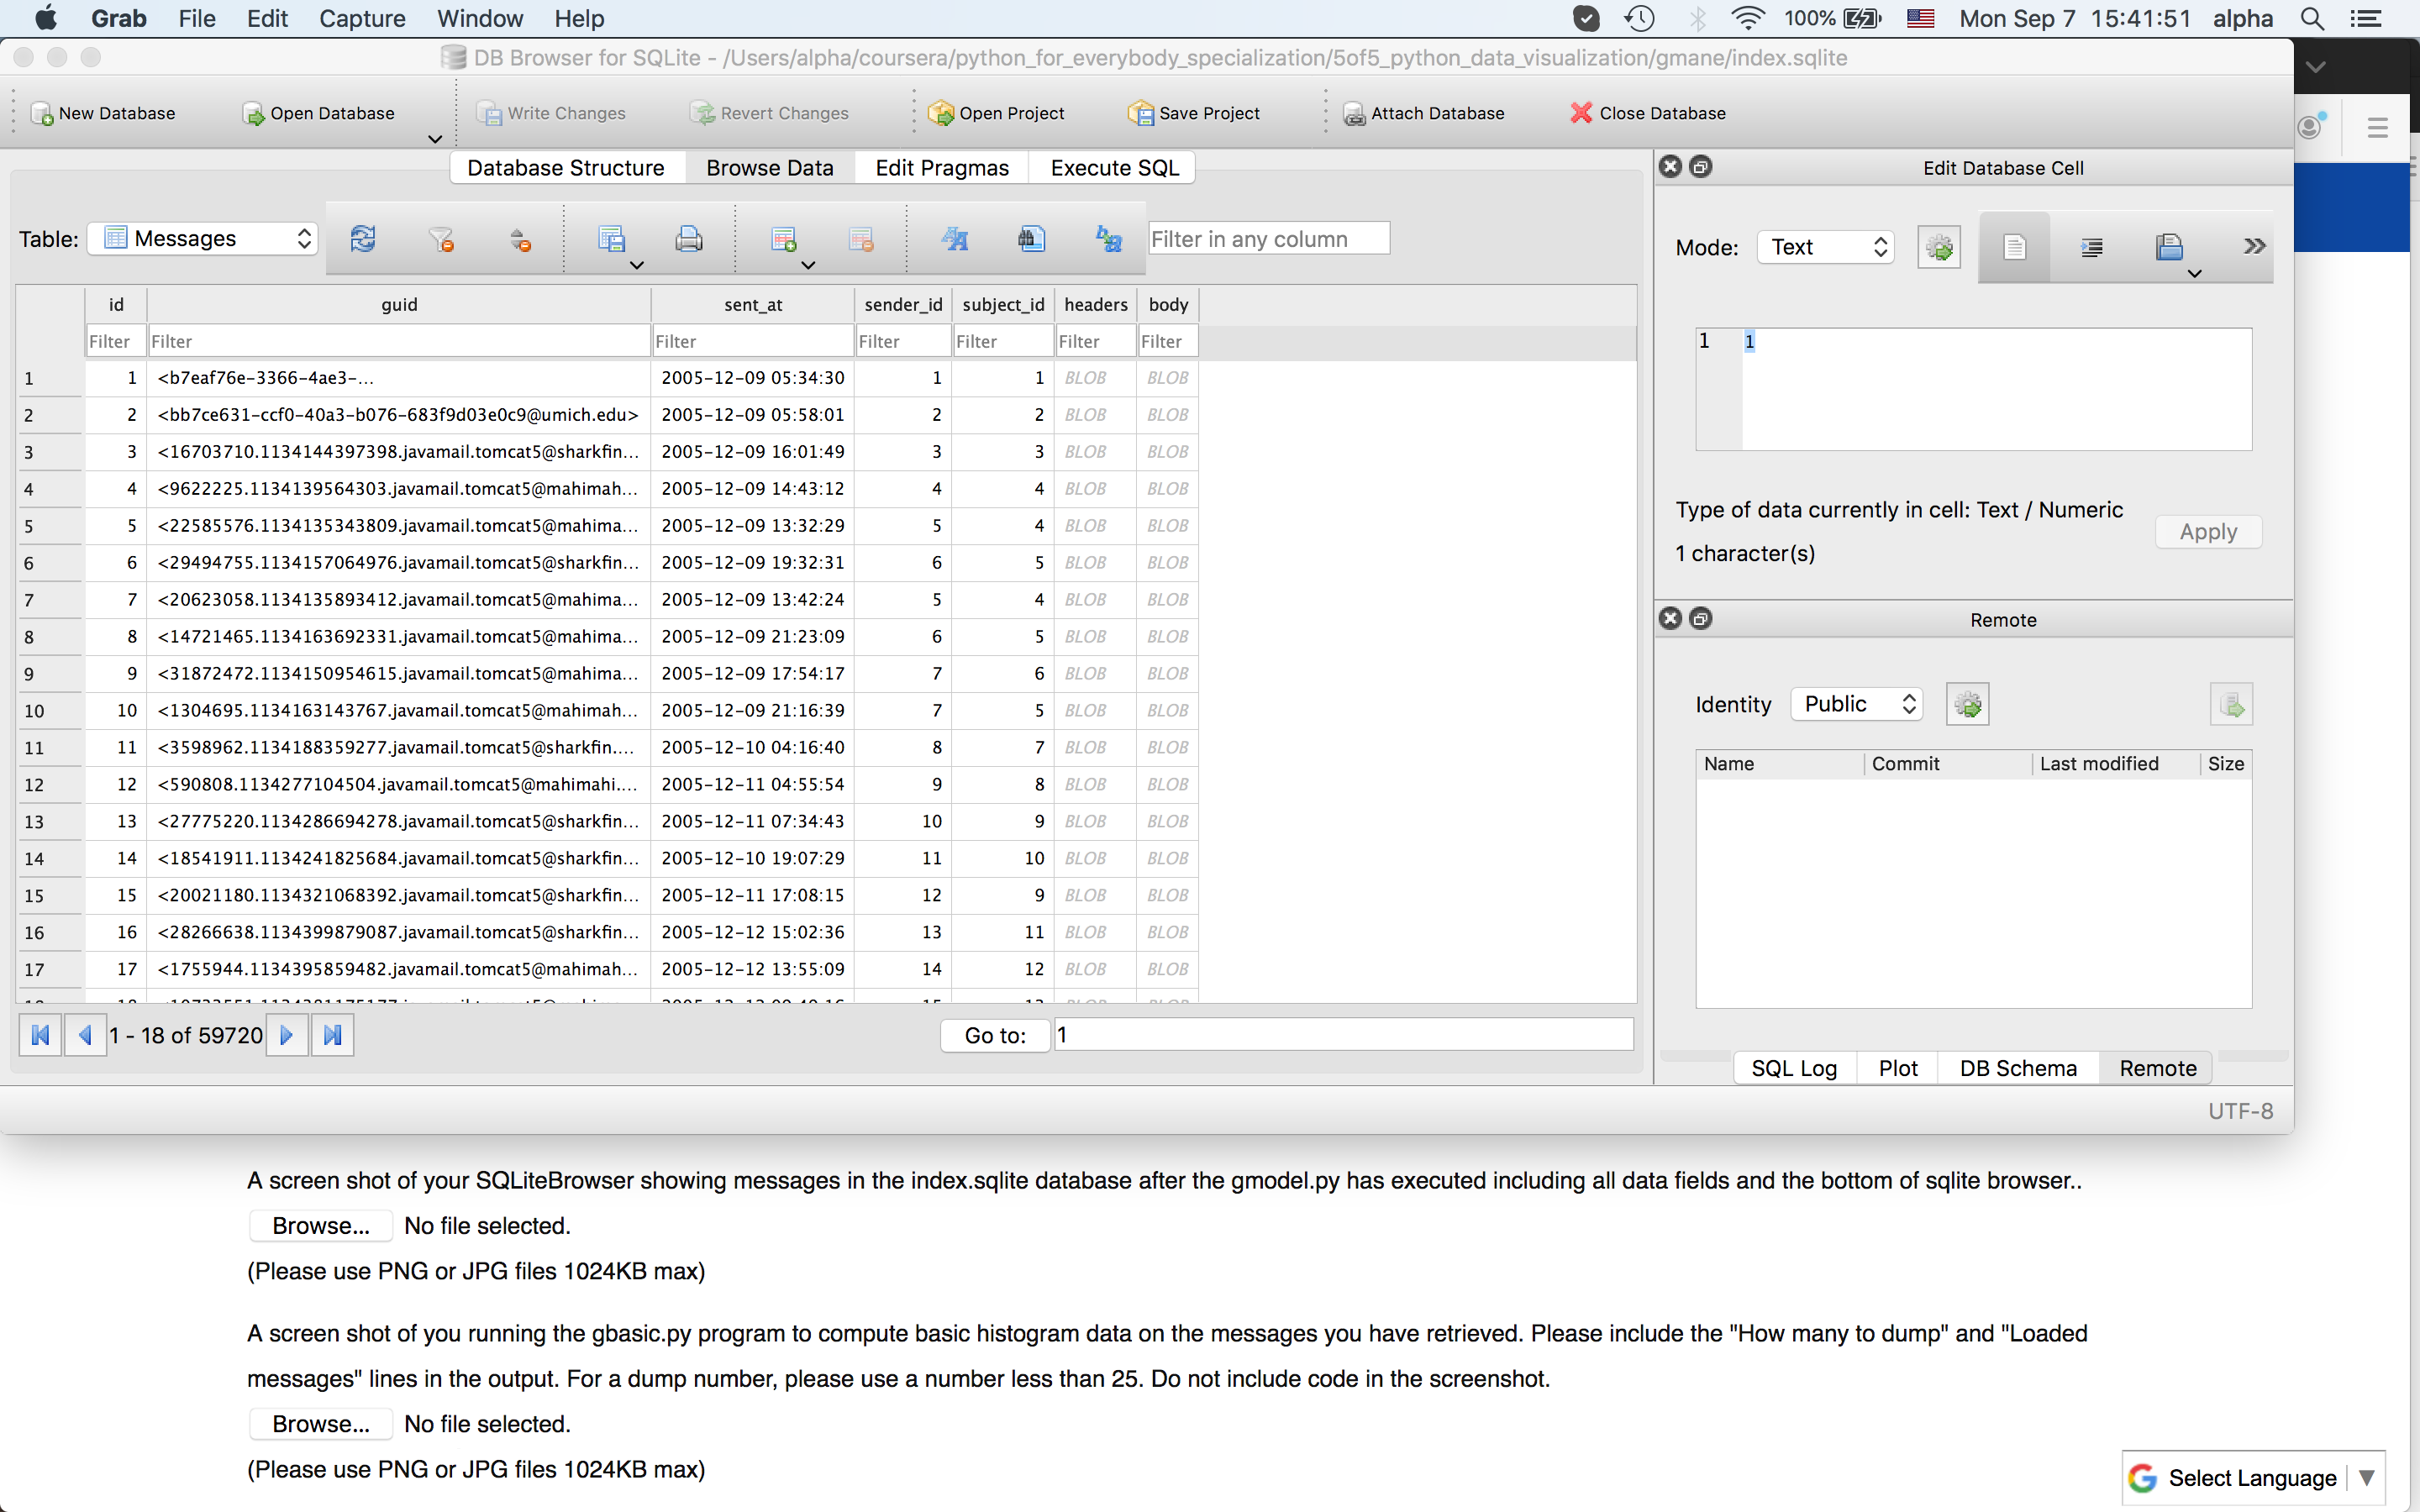 Grab File Edit Capture Window Help 100% Mon Sep 7 15:41:51 alpha
DB Browser for SQLite - /Users/alpha/coursera/python_for_everybody_specialization/5of5_python_data_visualization/gmane/index.sqlite
New Database Open Database Write Changes Revert Changes Open Project Save Project Attach Database Close Database
Database Structure Browse Data Edit Pragmas Execute SQL
Table: Messages Filter in any column
id guid sent_at sender_id subject_id headers body
Filter Filter Filter Filter Filter Filter Filter
1 1 <b7eaf76e-3366-4ae3-... 2005-12-09 05:34:30 1 1 BLOB BLOB
2 2 <bb7ce631-ccf0-40a3-b076-683f9d03e0c9@umich.edu> 2005-12-09 05:58:01 2 2 BLOB BLOB
3 3 <16703710.1134144397398.javamail.tomcat5@sharkfin... 2005-12-09 16:01:49 3 3 BLOB BLOB
4 4 <9622225.1134139564303.javamail.tomcat5@mahimah... 2005-12-09 14:43:12 4 4 BLOB BLOB
5 5 <22585576.1134135343809.javamail.tomcat5@mahima... 2005-12-09 13:32:29 5 4 BLOB BLOB
6 6 <29494755.1134157064976.javamail.tomcat5@sharkfin... 2005-12-09 19:32:31 6 5 BLOB BLOB
7 7 <20623058.1134135893412.javamail.tomcat5@mahima... 2005-12-09 13:42:24 5 4 BLOB BLOB
8 8 <14721465.1134163692331.javamail.tomcat5@mahima... 2005-12-09 21:23:09 6 5 BLOB BLOB
9 9 <31872472.1134150954615.javamail.tomcat5@mahima... 2005-12-09 17:54:17 7 6 BLOB BLOB
10 10 <1304695.1134163143767.javamail.tomcat5@mahimah... 2005-12-09 21:16:39 7 5 BLOB BLOB
11 11 <3598962.1134188359277.javamail.tomcat5@sharkfin.... 2005-12-10 04:16:40 8 7 BLOB BLOB
12 12 <590808.1134277104504.javamail.tomcat5@mahimahi.... 2005-12-11 04:55:54 9 8 BLOB BLOB
13 13 <27775220.1134286694278.javamail.tomcat5@sharkfin... 2005-12-11 07:34:43 10 9 BLOB BLOB
14 14 <18541911.1134241825684.javamail.tomcat5@sharkfin... 2005-12-10 19:07:29 11 10 BLOB BLOB
15 15 <20021180.1134321068392.javamail.tomcat5@sharkfin... 2005-12-11 17:08:15 12 9 BLOB BLOB
16 16 <28266638.1134399879087.javamail.tomcat5@sharkfin... 2005-12-12 15:02:36 13 11 BLOB BLOB
17 17 <1755944.1134395859482.javamail.tomcat5@mahimah... 2005-12-12 13:55:09 14 12 BLOB BLOB
1 - 18 of 59720 Go to: 1
Edit Database Cell
Mode: Text
1 1
Type of data currently in cell: Text / Numeric
1 character(s)
Apply
Remote
Identity Public
Name Commit Last modified Size
SQL Log Plot DB Schema Remote
UTF-8
A screen shot of your SQLiteBrowser showing messages in the index.sqlite database after the gmodel.py has executed including all data fields and the bottom of sqlite browser..
Browse... No file selected.
(Please use PNG or JPG files 1024KB max)
A screen shot of you running the gbasic.py program to compute basic histogram data on the messages you have retrieved. Please include the "How many to dump" and "Loaded
messages" lines in the output. For a dump number, please use a number less than 25. Do not include code in the screenshot.
Browse... No file selected.
(Please use PNG or JPG files 1024KB max)
Select Language